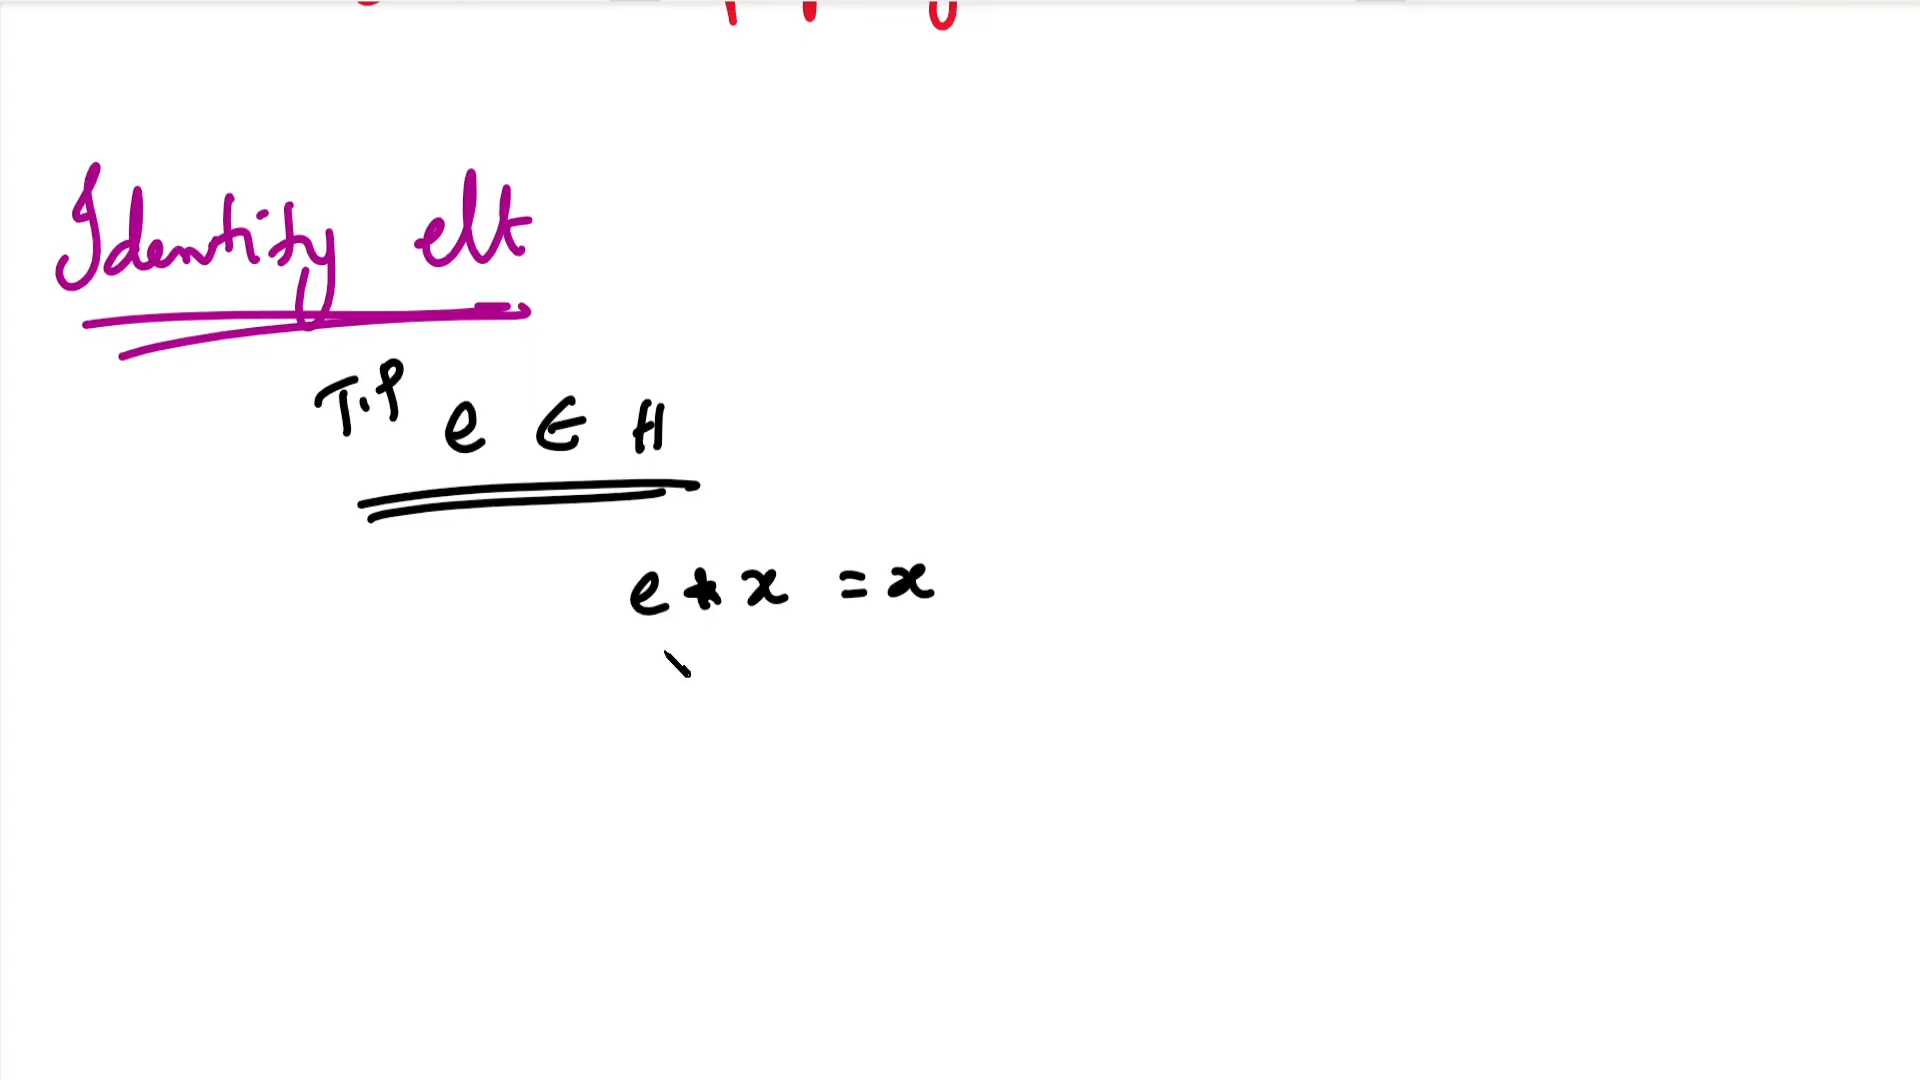 Identity elt
T.P e ∈ H
e * x = x